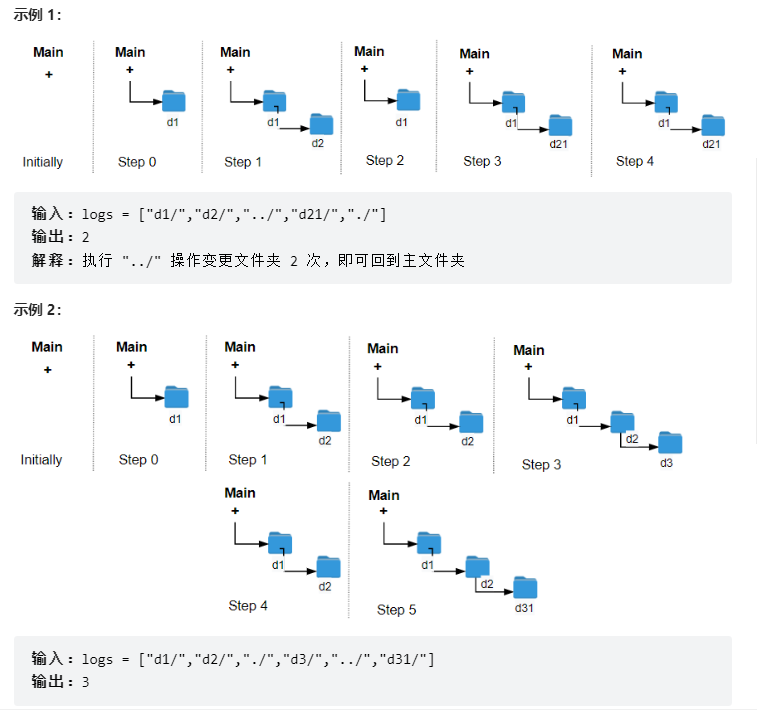 示例 1：
Main Main Main Main Main Main
+ + + + + +
d1 d1 d1 d1 d1
d2 d21 d21
Initially Step 0 Step 1 Step 2 Step 3 Step 4
输入：logs = ["d1/","d2/","../","d21/","./"]
输出：2
解释：执行 "../" 操作变更文件夹 2 次，即可回到主文件夹
示例 2：
Main Main Main Main Main
+ + + + +
d1 d1 d1 d1
d2 d2 d2
d3
Initially Step 0 Step 1 Step 2 Step 3
Main Main
+ +
d1 d1
d2 d2
d31
Step 4 Step 5
输入：logs = ["d1/","d2/","./","d3/","../","d31/"]
输出：3